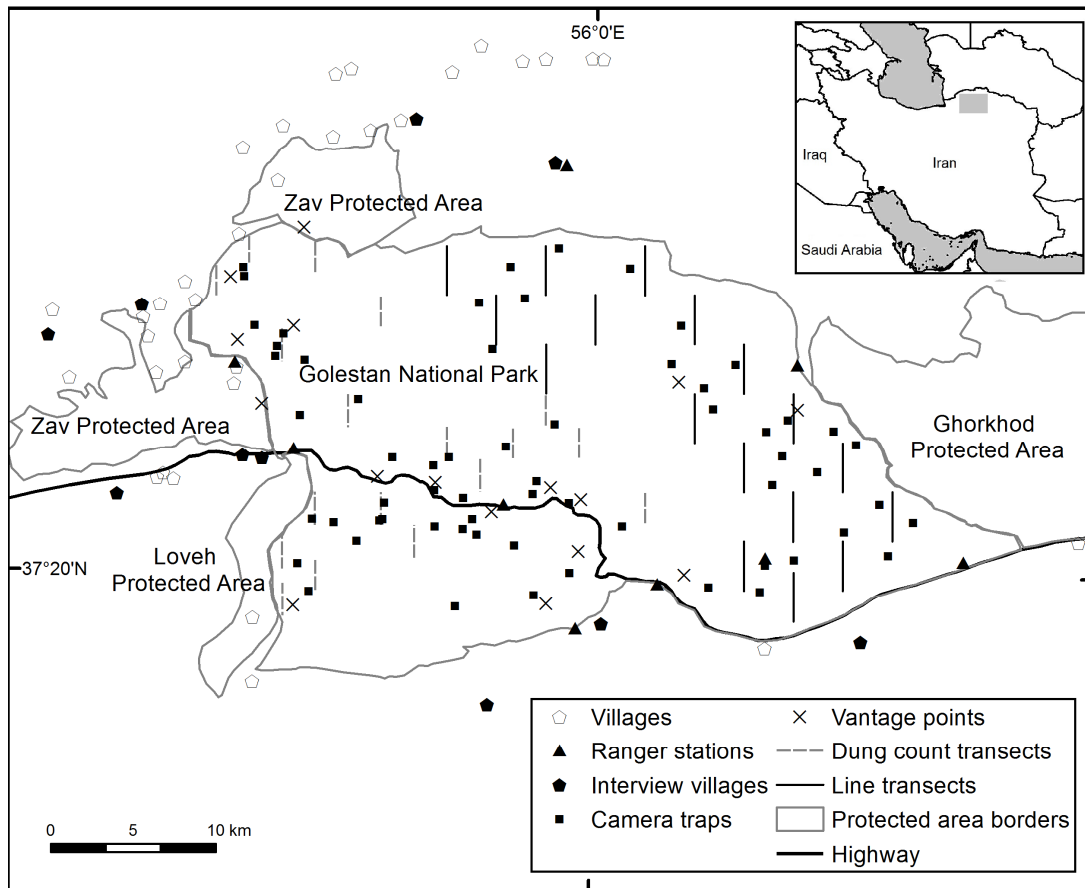 56°0'E
Iraq
Iran
Saudi Arabia
Zav Protected Area
Golestan National Park
Zav Protected Area
Ghorkhod
Protected Area
Loveh
Protected Area
37°20'N
0 5 10 km
Villages
Ranger stations
Interview villages
Camera traps
Vantage points
Dung count transects
Line transects
Protected area borders
Highway